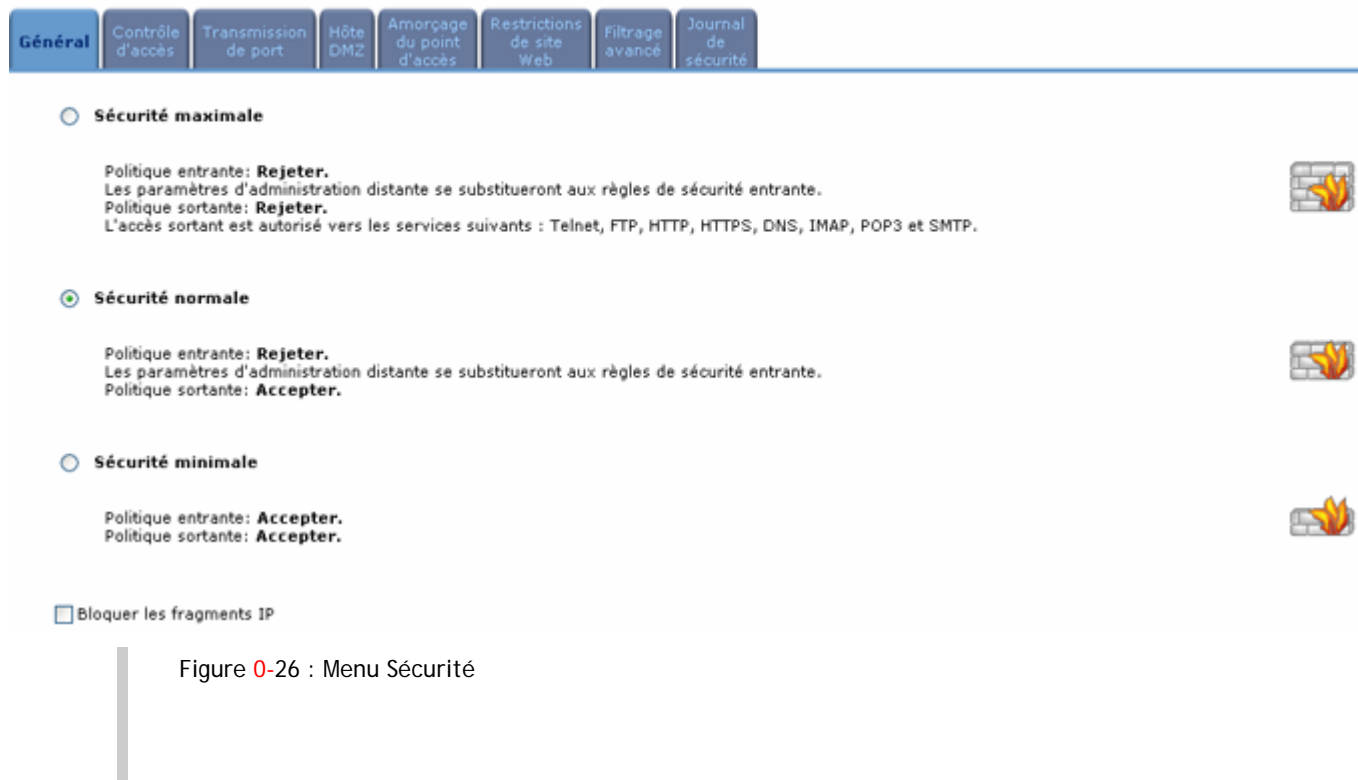 Général
Contrôle
d'accès
Transmission
de port
Hôte
DMZ
Amorçage
du point
d'accès
Restrictions
de site
Web
Filtrage
avancé
Journal
de
sécurité
Sécurité maximale
Politique entrante: Rejeter.
Les paramètres d'administration distante se substitueront aux règles de sécurité entrante.
Politique sortante: Rejeter.
L'accès sortant est autorisé vers les services suivants : Telnet, FTP, HTTP, HTTPS, DNS, IMAP, POP3 et SMTP.
Sécurité normale
Politique entrante: Rejeter.
Les paramètres d'administration distante se substitueront aux règles de sécurité entrante.
Politique sortante: Accepter.
Sécurité minimale
Politique entrante: Accepter.
Politique sortante: Accepter.
Bloquer les fragments IP
Figure 0-26 : Menu Sécurité